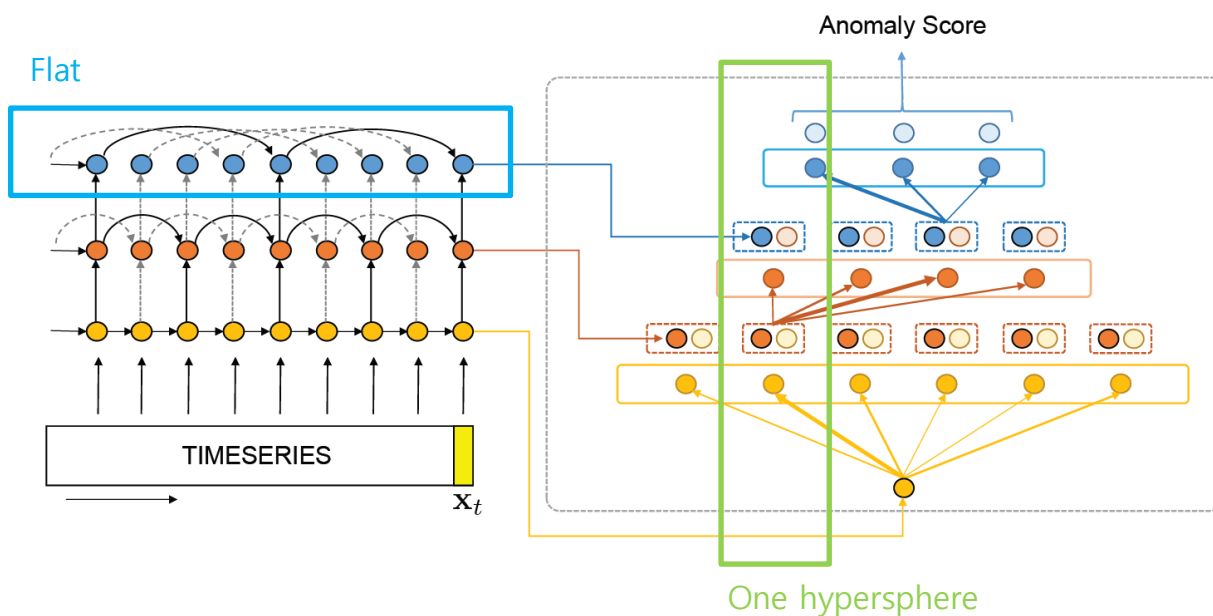 Anomaly Score
Flat
TIMESERIES
x_t
One hypersphere